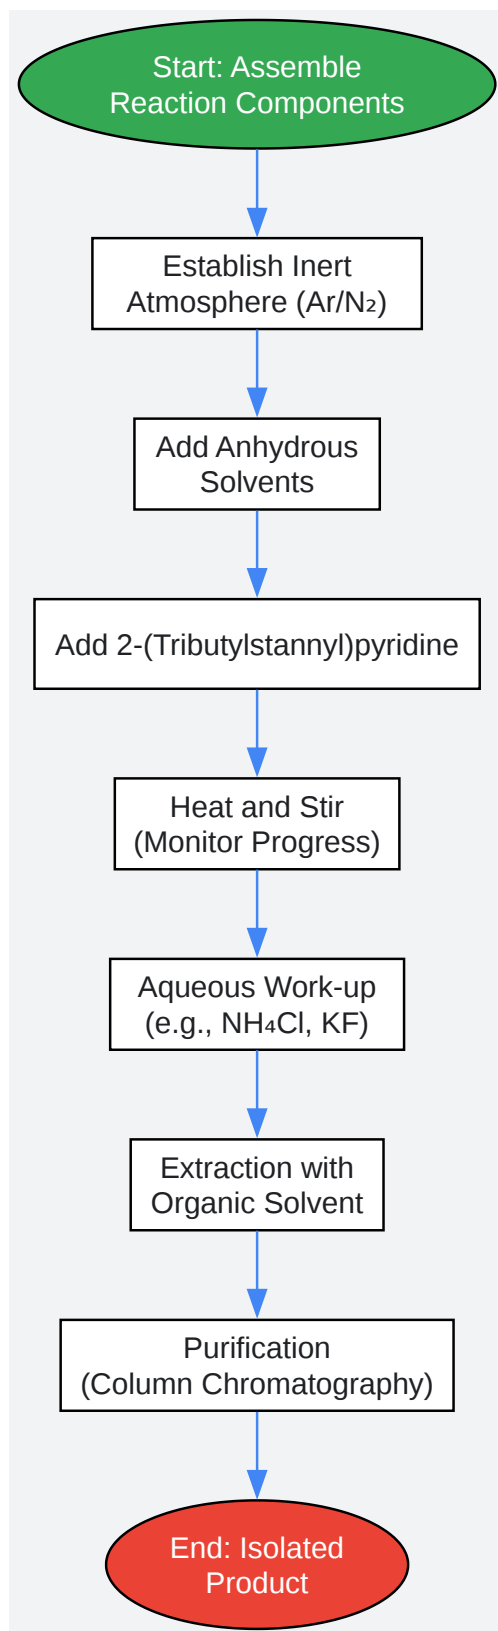 Start: Assemble
Reaction Components
Establish Inert
Atmosphere (Ar/N₂)
Add Anhydrous
Solvents
Add 2-(Tributylstannyl)pyridine
Heat and Stir
(Monitor Progress)
Aqueous Work-up
(e.g., NH₄Cl, KF)
Extraction with
Organic Solvent
Purification
(Column Chromatography)
End: Isolated
Product